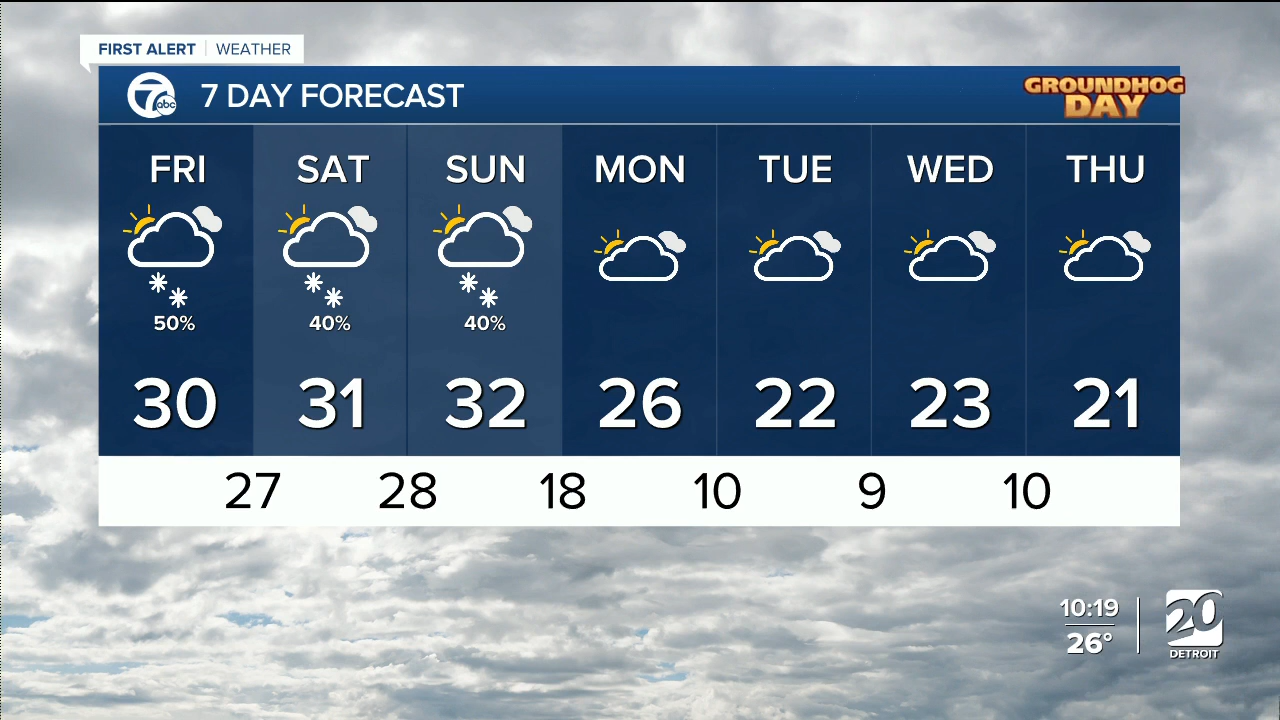 FIRST ALERT | WEATHER
7 abc 7 DAY FORECAST
GROUNDHOG
DAY
FRI SAT SUN MON TUE WED THU
50% 40% 40%
30 31 32 26 22 23 21
27 28 18 10 9 10
10:19
26°
20
DETROIT